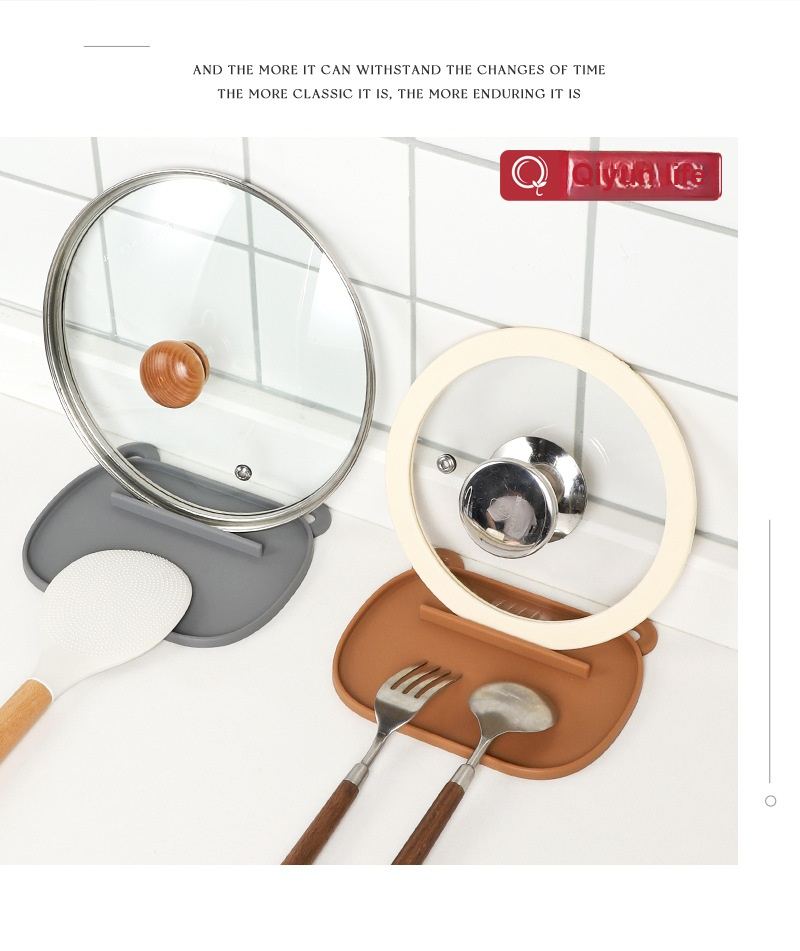 AND THE MORE IT CAN WITHSTAND THE CHANGES OF TIME
THE MORE CLASSIC IT IS, THE MORE ENDURING IT IS
Qiyun life